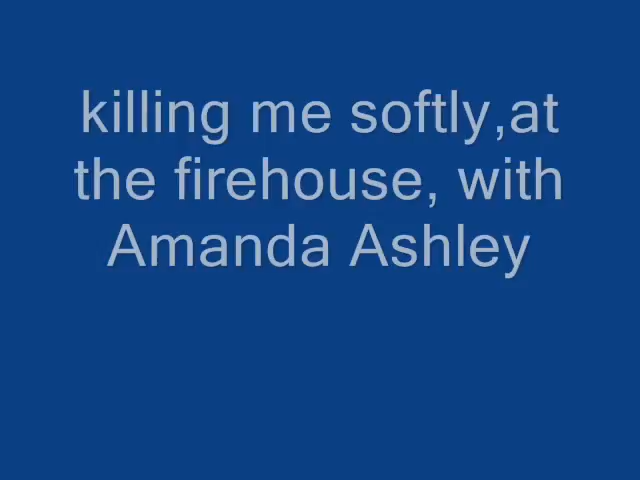 killing me softly,at
the firehouse, with
Amanda Ashley